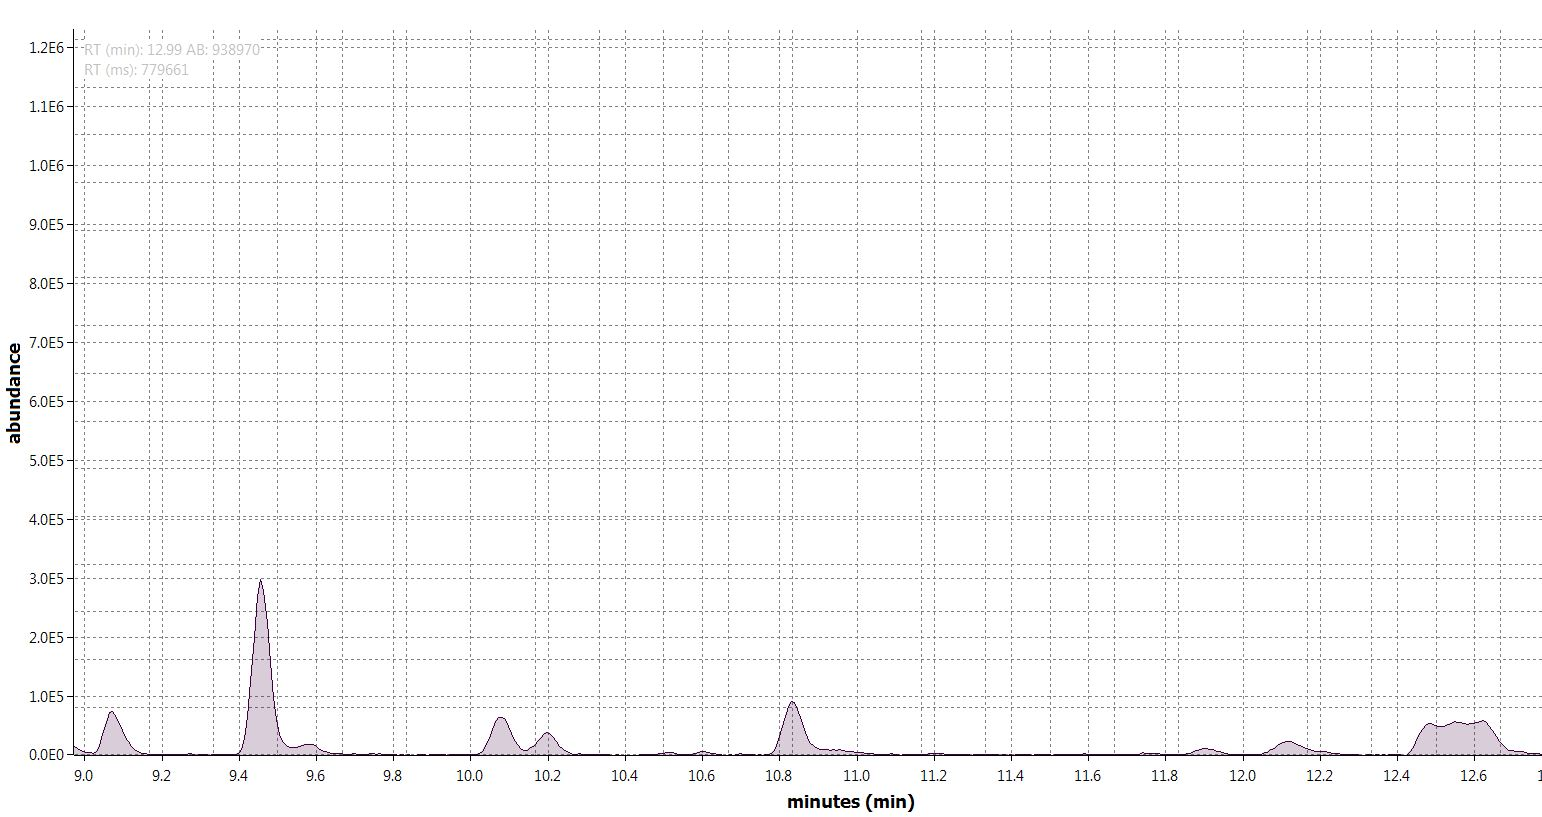 RT (min): 12.99 AB: 938970
RT (ms): 779661
1.2E6
1.1E6
1.0E6
9.0E5
8.0E5
7.0E5
6.0E5
5.0E5
4.0E5
3.0E5
2.0E5
1.0E5
0.0E0
abundance
9.0 9.2 9.4 9.6 9.8 10.0 10.2 10.4 10.6 10.8 11.0 11.2 11.4 11.6 11.8 12.0 12.2 12.4 12.6 1
minutes (min)